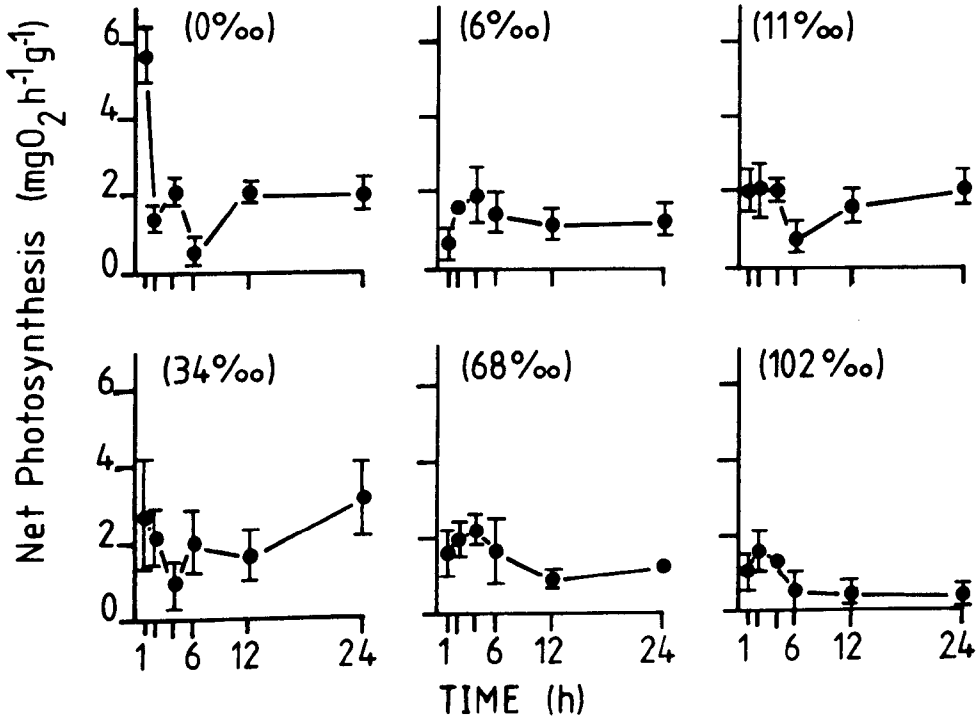 Net Photosynthesis (mgO2 h-1g-1)
(0‰)
(6‰)
(11‰)
6
4
2
0
(34‰)
(68‰)
(102‰)
6
4
2
0
1 6 12 24
1 6 12 24
1 6 12 24
TIME (h)